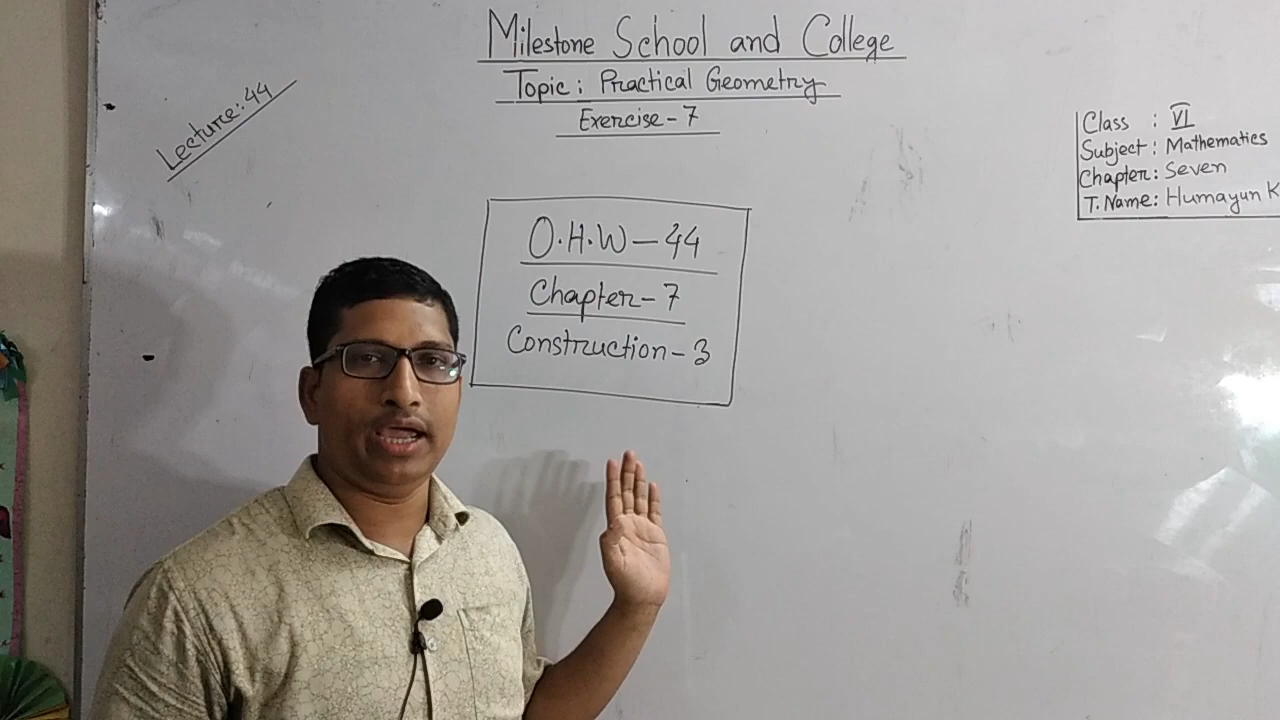 Milestone School and College
Topic: Practical Geometry
Exercise-7
Lecture:44
Class : VI
Subject: Mathematics
Chapter: Seven
T. Name: Humayun K
O.H.W-44
Chapter-7
Construction-3